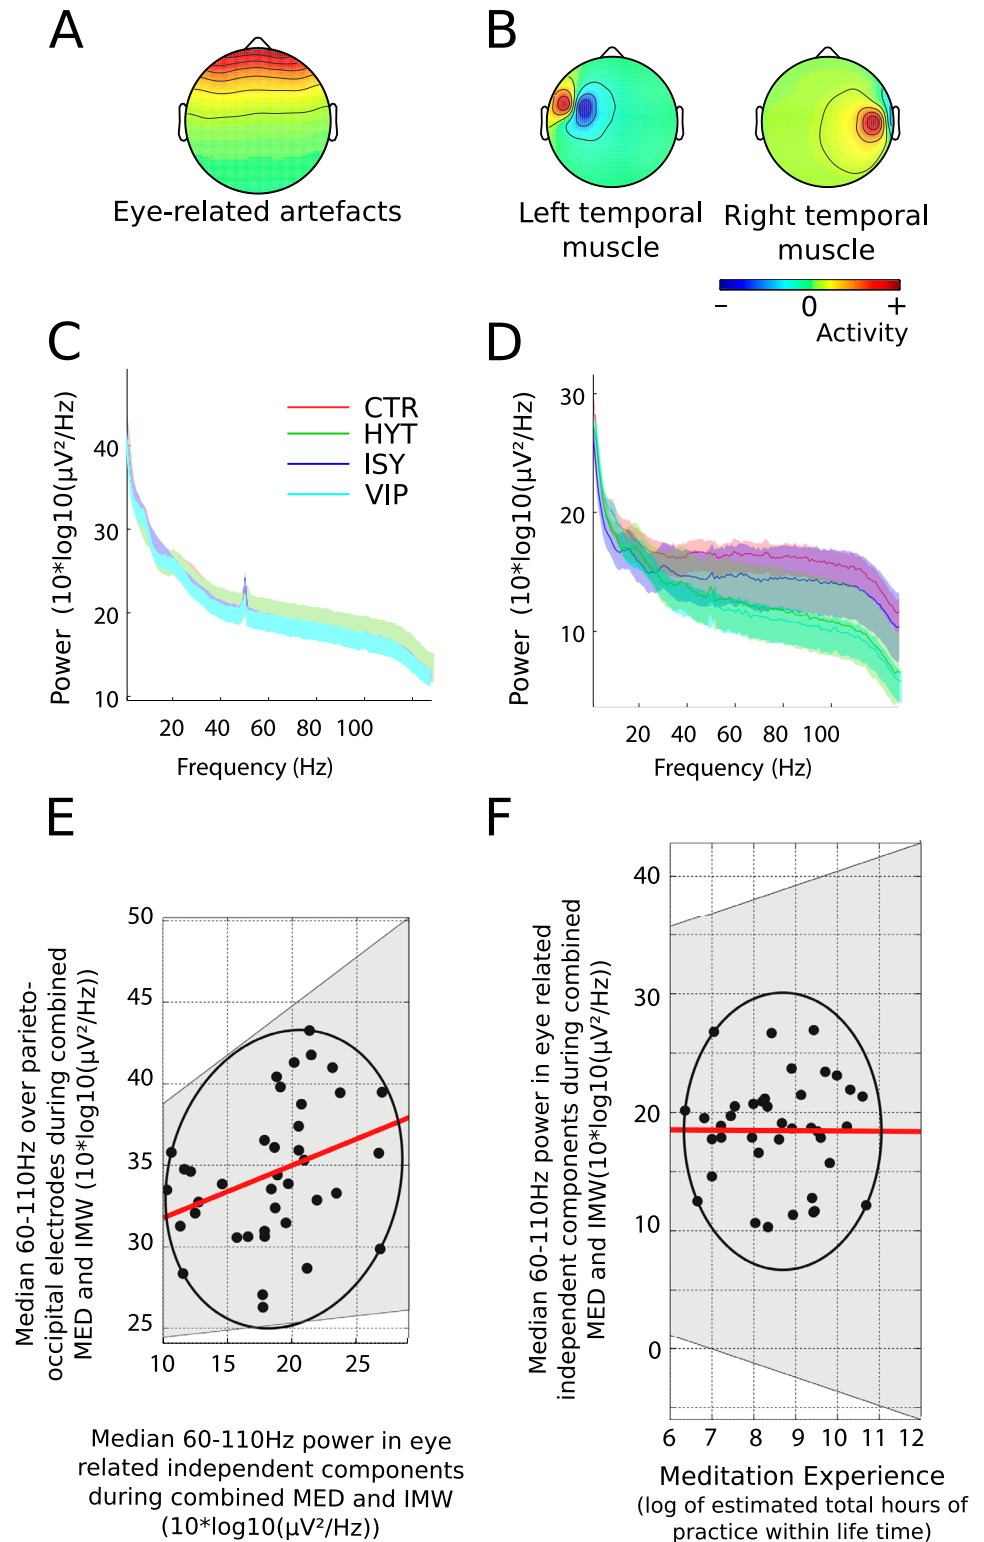 A
B
Eye-related artefacts
Left temporal
muscle
Right temporal
muscle
–
0
+
Activity
C
D
Power (10*log10(µV²/Hz)
40
30
20
10
CTR
HYT
ISY
VIP
20 40 60 80 100
Frequency (Hz)
Power (10*log10(µV²/Hz)
30
20
10
20 40 60 80 100
Frequency (Hz)
E
F
Median 60-110Hz power over parieto-
occipital electrodes during combined
MED and IMW (10*log10(µV²/Hz))
50
45
40
35
30
25
10 15 20 25
Median 60-110Hz power in eye
related independent components
during combined MED and IMW
(10*log10(µV²/Hz))
Median 60-110Hz power in eye related
independent components during combined
MED and IMW(10*log10(µV²/Hz))
40
30
20
10
0
6 7 8 9 10 11 12
Meditation Experience
(log of estimated total hours of
practice within life time)